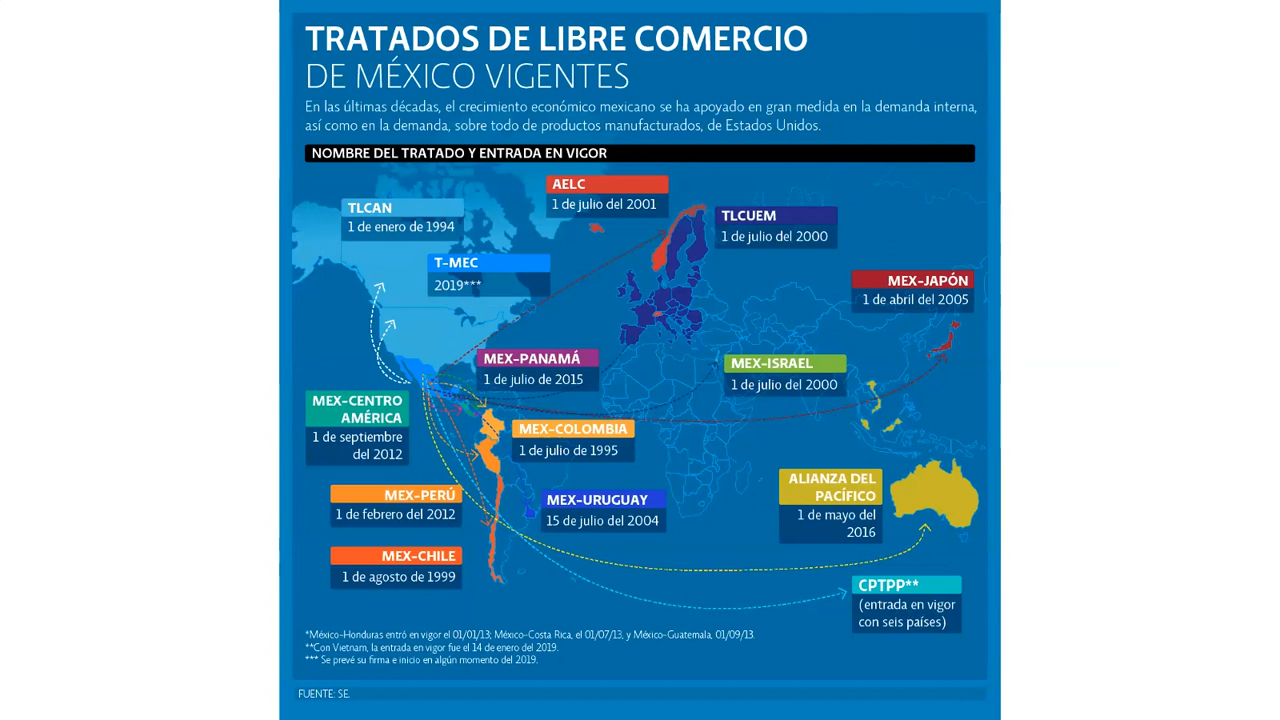 TRATADOS DE LIBRE COMERCIO
DE MÉXICO VIGENTES
En las últimas décadas, el crecimiento económico mexicano se ha apoyado en gran medida en la demanda interna,
así como en la demanda, sobre todo de productos manufacturados, de Estados Unidos.
NOMBRE DEL TRATADO Y ENTRADA EN VIGOR
AELC
1 de julio del 2001
TLCAN
1 de enero de 1994
TLCUEM
1 de julio del 2000
T-MEC
2019***
MEX-JAPÓN
1 de abril del 2005
MEX-PANAMÁ
1 de julio de 2015
MEX-ISRAEL
1 de julio del 2000
MEX-CENTRO
AMÉRICA
1 de septiembre
del 2012
MEX-COLOMBIA
1 de julio de 1995
MEX-PERÚ
1 de febrero del 2012
MEX-URUGUAY
15 de julio del 2004
ALIANZA DEL
PACÍFICO
1 de mayo del
2016
MEX-CHILE
1 de agosto de 1999
CPTPP**
(entrada en vigor
con seis países)
*México-Honduras entró en vigor el 01/01/13; México-Costa Rica, el 01/07/13, y México-Guatemala, 01/09/13.
**Con Vietnam, la entrada en vigor fue el 14 de enero del 2019.
*** Se prevé su firma e inicio en algún momento del 2019.
FUENTE: SE.